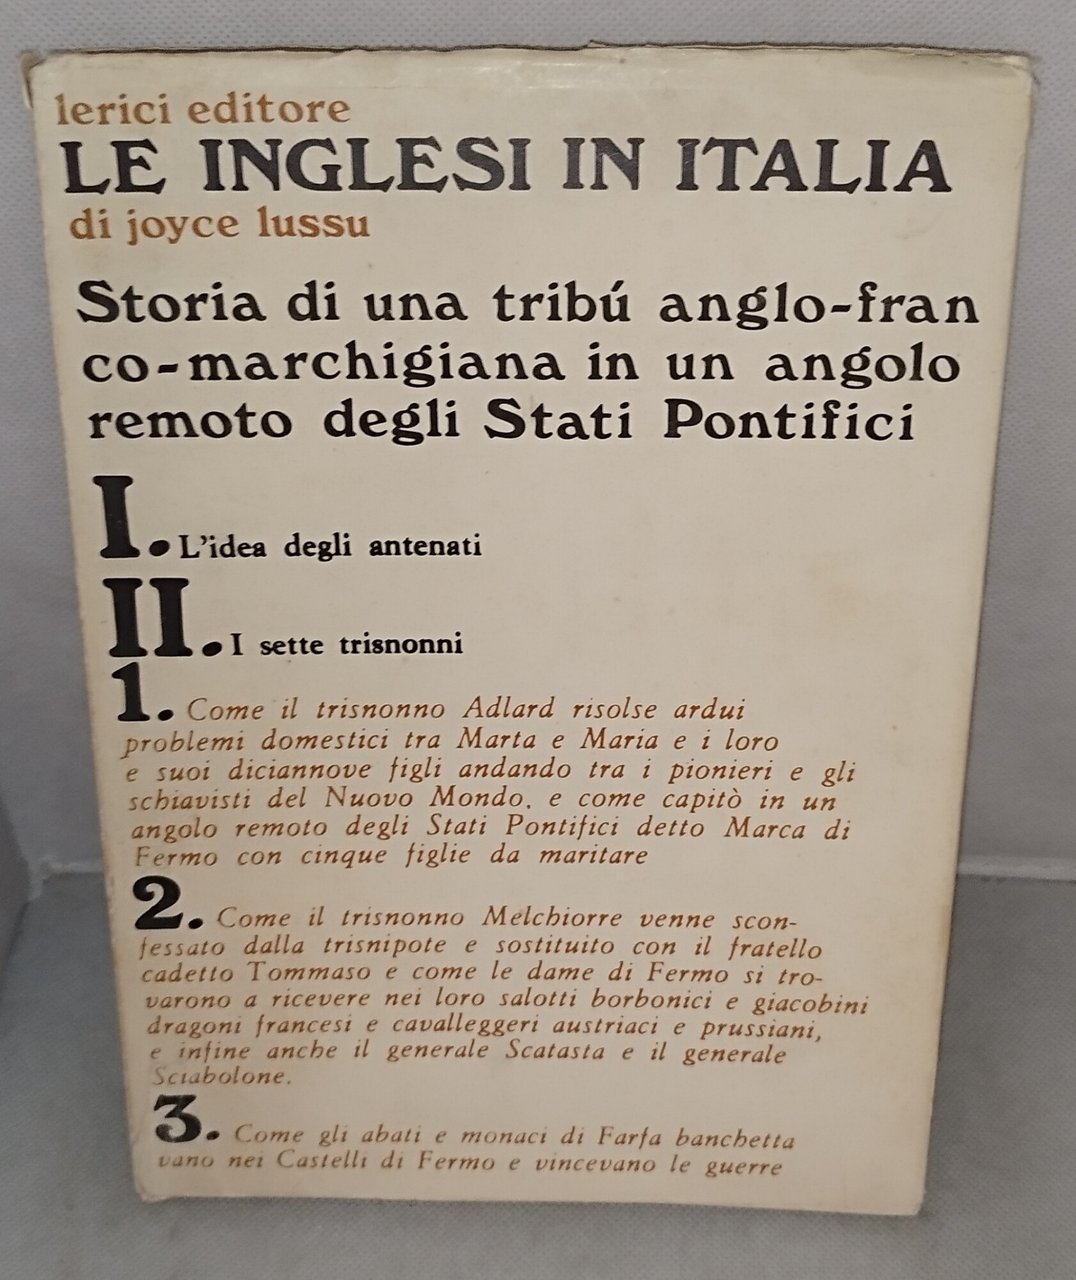 lerici editore
LE INGLESI IN ITALIA
di joyce lussu
Storia di una tribú anglo-fran
co-marchigiana in un angolo
remoto degli Stati Pontifici
I. L'idea degli antenati
II. I sette trisnonni
1. Come il trisnonno Adlard risolse ardui
problemi domestici tra Marta e Maria e i loro
e suoi diciannove figli andando tra i pionieri e gli
schiavisti del Nuovo Mondo, e come capitò in un
angolo remoto degli Stati Pontifici detto Marca di
Fermo con cinque figlie da maritare
2. Come il trisnonno Melchiorre venne scon-
fessato dalla trisnipote e sostituito con il fratello
cadetto Tommaso e come le dame di Fermo si tro-
varono a ricevere nei loro salotti borbonici e giacobini
dragoni francesi e cavalleggeri austriaci e prussiani,
e infine anche il generale Scatasta e il generale
Sciabolone.
3. Come gli abati e monaci di Farfa banchetta
vano nei Castelli di Fermo e vincevano le guerre